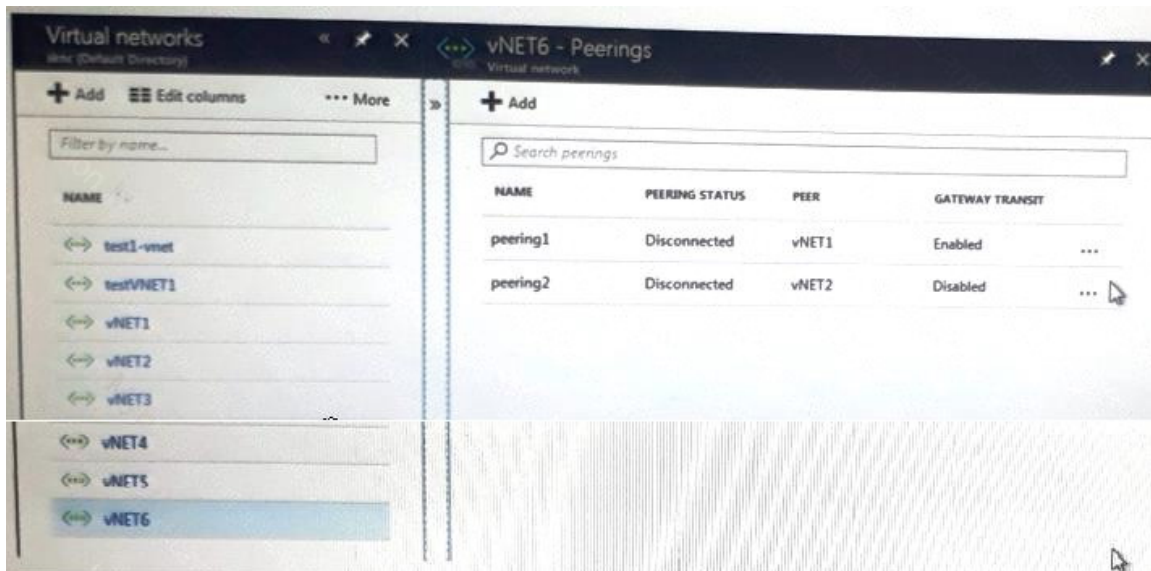 Virtual networks
(Default Directory)
Add Edit columns ••• More
Filter by name...
NAME
test1-vnet
testVNET1
vNET1
vNET2
vNET3
vNET4
vNET5
vNET6
vNET6 - Peerings
Virtual network
Add
Search peerings
NAME PEERING STATUS PEER GATEWAY TRANSIT
peering1 Disconnected vNET1 Enabled ...
peering2 Disconnected vNET2 Disabled ...